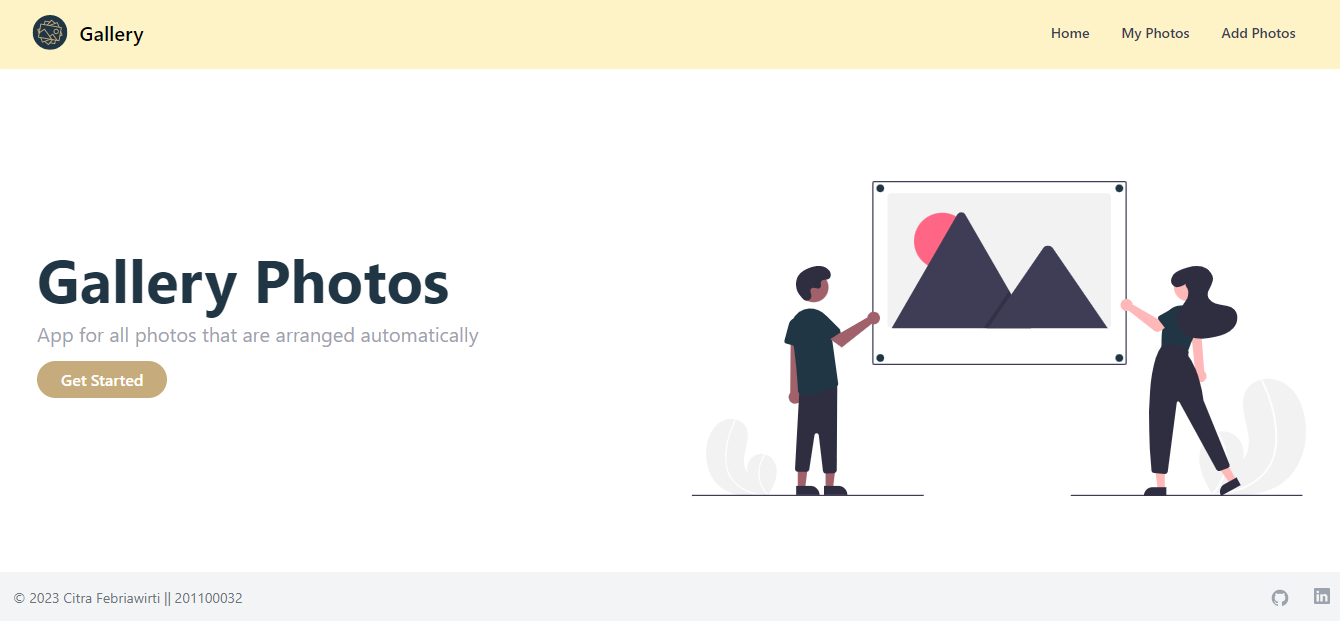 Gallery
Home
My Photos
Add Photos
Gallery Photos
App for all photos that are arranged automatically
Get Started
© 2023 Citra Febriawirti || 201100032